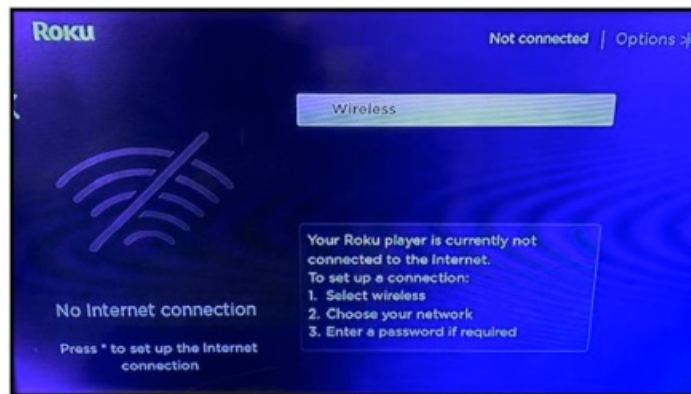 Roku
Not connected | Options
Wireless
Your Roku player is currently not
connected to the Internet.
To set up a connection:
1. Select wireless
2. Choose your network
3. Enter a password if required
No Internet connection
Press * to set up the Internet
connection